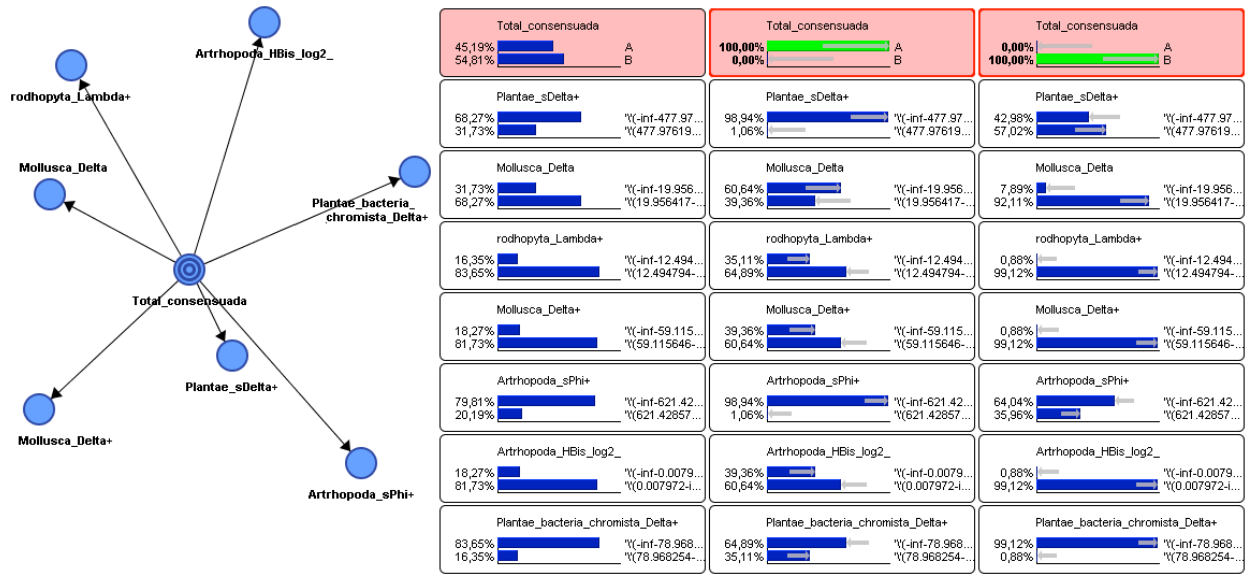 Artrhopoda_HBis_log2_
rodhopyta_Lambda+
Mollusca_Delta
Plantae_bacteria_
chromista_Delta+
Total_consensuada
Plantae_sDelta+
Mollusca_Delta+
Artrhopoda_sPhi+
Total_consensuada
45,19% A
54,81% B
Plantae_sDelta+
68,27% "\'(-inf-477.97...
31,73% "\'(477.97619...
Mollusca_Delta
31,73% "\'(-inf-19.956...
68,27% "\'(19.956417-...
rodhopyta_Lambda+
16,35% "\'(-inf-12.494...
83,65% "\'(12.494794-...
Mollusca_Delta+
18,27% "\'(-inf-59.115...
81,73% "\'(59.115646-...
Artrhopoda_sPhi+
79,81% "\'(-inf-621.42...
20,19% "\'(621.42857...
Artrhopoda_HBis_log2_
18,27% "\'(-inf-0.0079...
81,73% "\'(0.007972-i...
Plantae_bacteria_chromista_Delta+
83,65% "\'(-inf-78.968...
16,35% "\'(78.968254-...
Total_consensuada
100,00% A
0,00% B
Plantae_sDelta+
98,94% "\'(-inf-477.97...
1,06% "\'(477.97619...
Mollusca_Delta
60,64% "\'(-inf-19.956...
39,36% "\'(19.956417-...
rodhopyta_Lambda+
35,11% "\'(-inf-12.494...
64,89% "\'(12.494794-...
Mollusca_Delta+
39,36% "\'(-inf-59.115...
60,64% "\'(59.115646-...
Artrhopoda_sPhi+
98,94% "\'(-inf-621.42...
1,06% "\'(621.42857...
Artrhopoda_HBis_log2_
39,36% "\'(-inf-0.0079...
60,64% "\'(0.007972-i...
Plantae_bacteria_chromista_Delta+
64,89% "\'(-inf-78.968...
35,11% "\'(78.968254-...
Total_consensuada
0,00% A
100,00% B
Plantae_sDelta+
42,98% "\'(-inf-477.97...
57,02% "\'(477.97619...
Mollusca_Delta
7,89% "\'(-inf-19.956...
92,11% "\'(19.956417-...
rodhopyta_Lambda+
0,88% "\'(-inf-12.494...
99,12% "\'(12.494794-...
Mollusca_Delta+
0,88% "\'(-inf-59.115...
99,12% "\'(59.115646-...
Artrhopoda_sPhi+
64,04% "\'(-inf-621.42...
35,96% "\'(621.42857...
Artrhopoda_HBis_log2_
0,88% "\'(-inf-0.0079...
99,12% "\'(0.007972-i...
Plantae_bacteria_chromista_Delta+
99,12% "\'(-inf-78.968...
0,88% "\'(78.968254-...